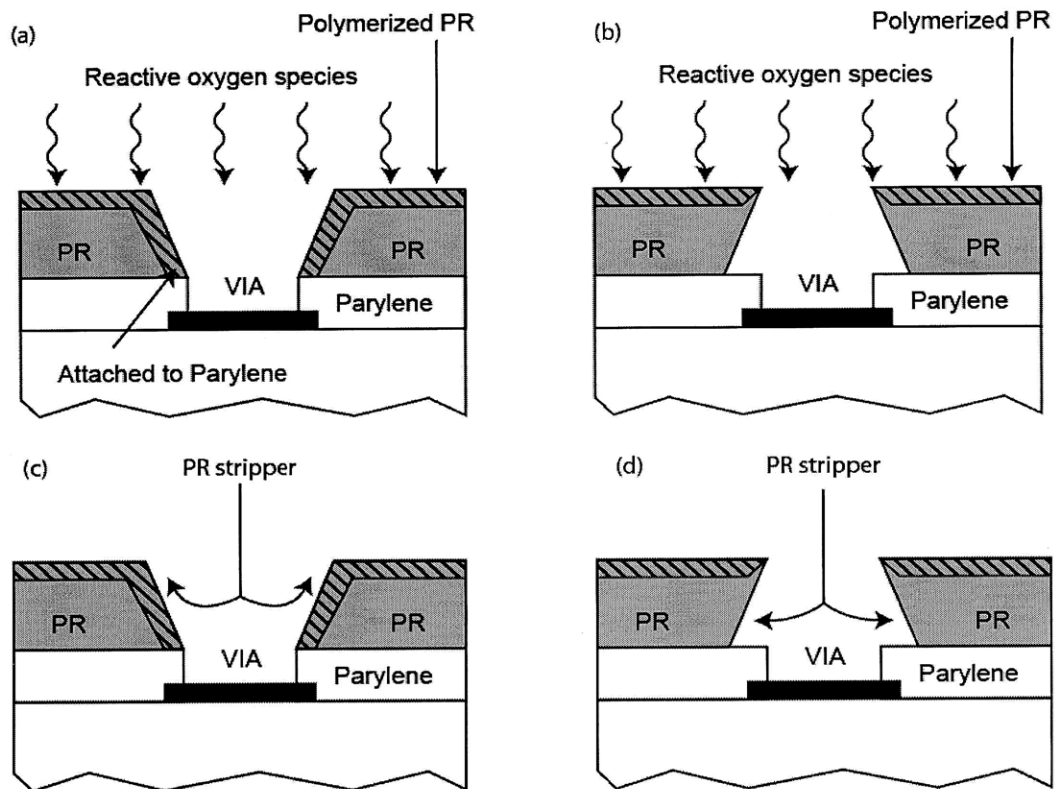 (a)
Polymerized PR
Reactive oxygen species
PR
PR
VIA
Parylene
Attached to Parylene
(b)
Polymerized PR
Reactive oxygen species
PR
PR
VIA
Parylene
(c)
PR stripper
PR
PR
VIA
Parylene
(d)
PR stripper
PR
PR
VIA
Parylene